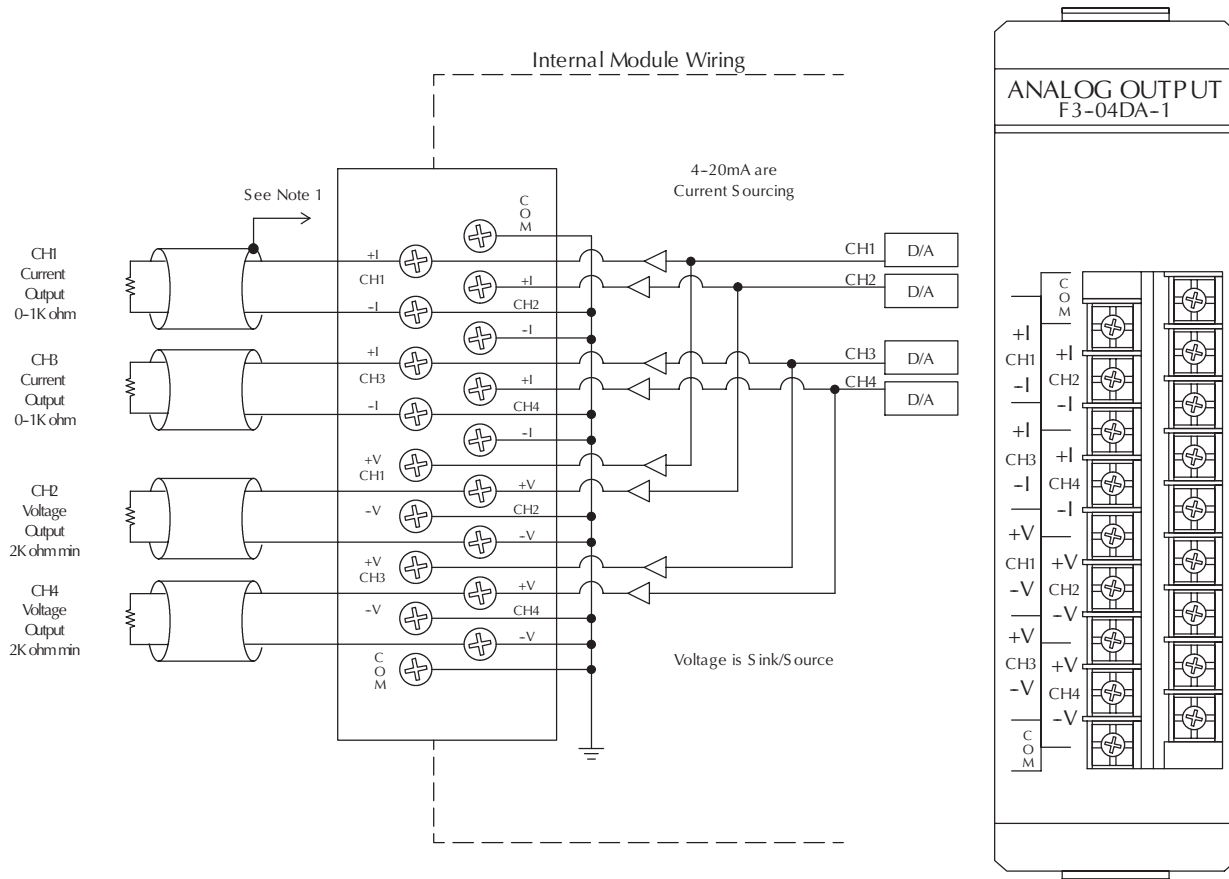 Internal Module Wiring
4-20mA are
Current Sourcing
See Note 1
CH1
Current
Output
0-1K ohm
CH3
Current
Output
0-1K ohm
CH2
Voltage
Output
2K ohm min
CH4
Voltage
Output
2K ohm min
COM
+I
CH1
+I
-I
CH2
-I
+I
CH3
+I
-I
CH4
-I
+V
CH1
+V
-V
CH2
-V
+V
CH3
+V
-V
CH4
-V
COM
CH1
D/A
CH2
D/A
CH3
D/A
CH4
D/A
Voltage is Sink/Source
ANALOG OUTPUT
F3-04DA-1
COM
+I
CH1
+I
-I
CH2
-I
+I
CH3
+I
-I
CH4
-I
+V
CH1
+V
-V
CH2
-V
+V
CH3
+V
-V
CH4
-V
COM